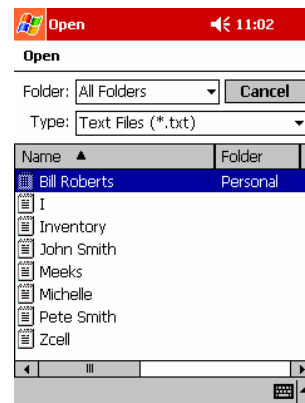 Open 11:02
Open
Folder: All Folders Cancel
Type: Text Files (*.txt)
Name Folder
Bill Roberts Personal
I
Inventory
John Smith
Meeks
Michelle
Pete Smith
Zcell